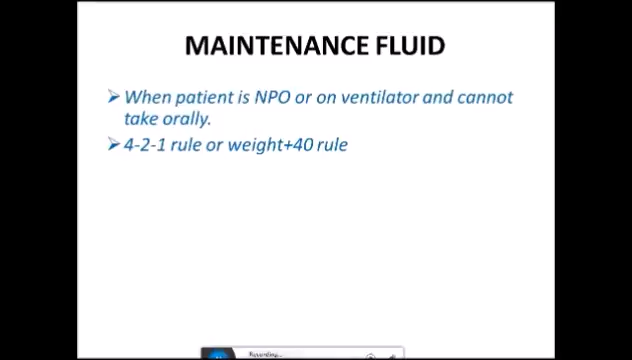 MAINTENANCE FLUID
➢ When patient is NPO or on ventilator and cannot
take orally.
➢ 4-2-1 rule or weight+40 rule
Recording...